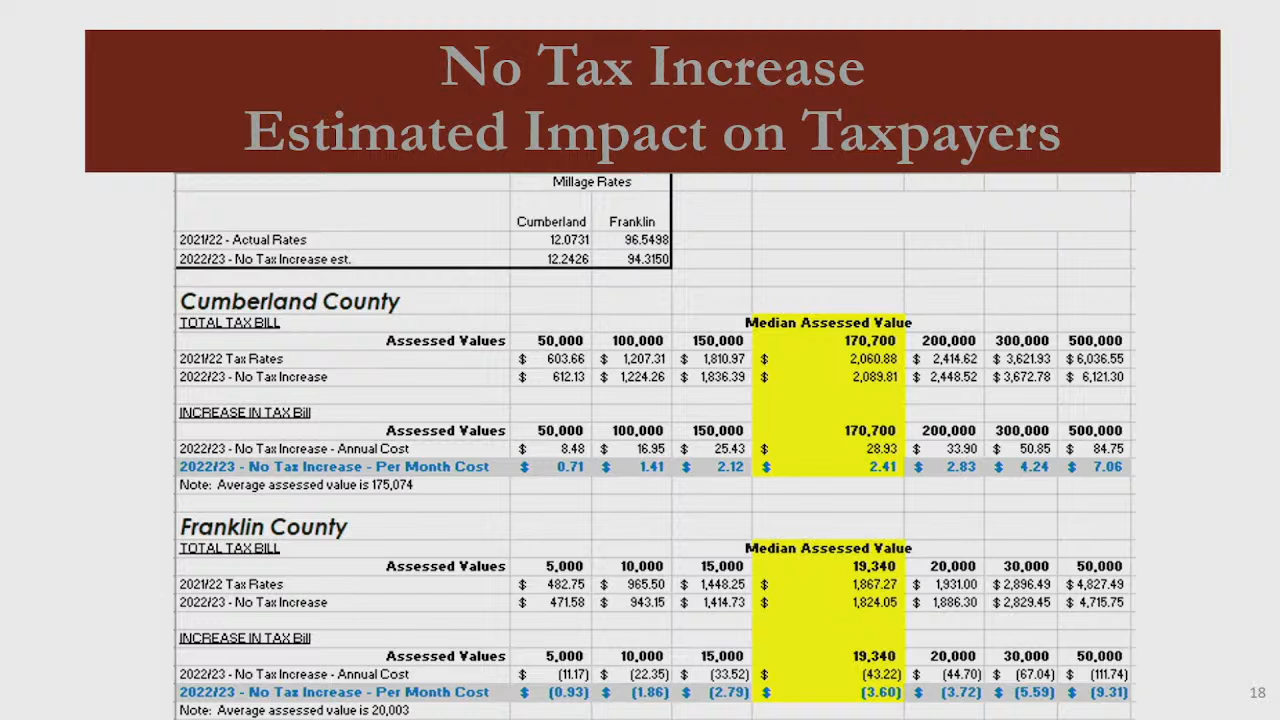 No Tax Increase
Estimated Impact on Taxpayers
Millage Rates
Cumberland Franklin
2021/22 - Actual Rates 12.0731 96.5498
2022/23 - No Tax Increase est. 12.2426 94.3150
Cumberland County
TOTAL TAX BILL Median Assessed Value
Assessed Values 50,000 100,000 150,000 170,700 200,000 300,000 500,000
2021/22 Tax Rates $ 603.66 $ 1,207.31 $ 1,810.97 $ 2,060.88 $ 2,414.62 $ 3,621.93 $ 6,036.55
2022/23 - No Tax Increase $ 612.13 $ 1,224.26 $ 1,836.39 $ 2,089.81 $ 2,448.52 $ 3,672.78 $ 6,121.30
INCREASE IN TAX Bill
Assessed Values 50,000 100,000 150,000 170,700 200,000 300,000 500,000
2022/23 - No Tax Increase - Annual Cost $ 8.48 $ 16.95 $ 25.43 $ 28.93 $ 33.90 $ 50.85 $ 84.75
2022/23 - No Tax Increase - Per Month Cost $ 0.71 $ 1.41 $ 2.12 $ 2.41 $ 2.83 $ 4.24 $ 7.06
Note: Average assessed value is 175,074
Franklin County
TOTAL TAX BILL Median Assessed Value
Assessed Values 5,000 10,000 15,000 19,340 20,000 30,000 50,000
2021/22 Tax Rates $ 482.75 $ 965.50 $ 1,448.25 $ 1,867.27 $ 1,931.00 $ 2,896.49 $ 4,827.49
2022/23 - No Tax Increase $ 471.58 $ 943.15 $ 1,414.73 $ 1,824.05 $ 1,886.30 $ 2,829.45 $ 4,715.75
INCREASE IN TAX Bill
Assessed Values 5,000 10,000 15,000 19,340 20,000 30,000 50,000
2022/23 - No Tax Increase - Annual Cost $ (11.17) $ (22.35) $ (33.52) $ (43.22) $ (44.70) $ (67.04) $ (111.74)
2022/23 - No Tax Increase - Per Month Cost $ (0.93) $ (1.86) $ (2.79) $ (3.60) $ (3.72) $ (5.59) $ (9.31)
Note: Average assessed value is 20,003
18